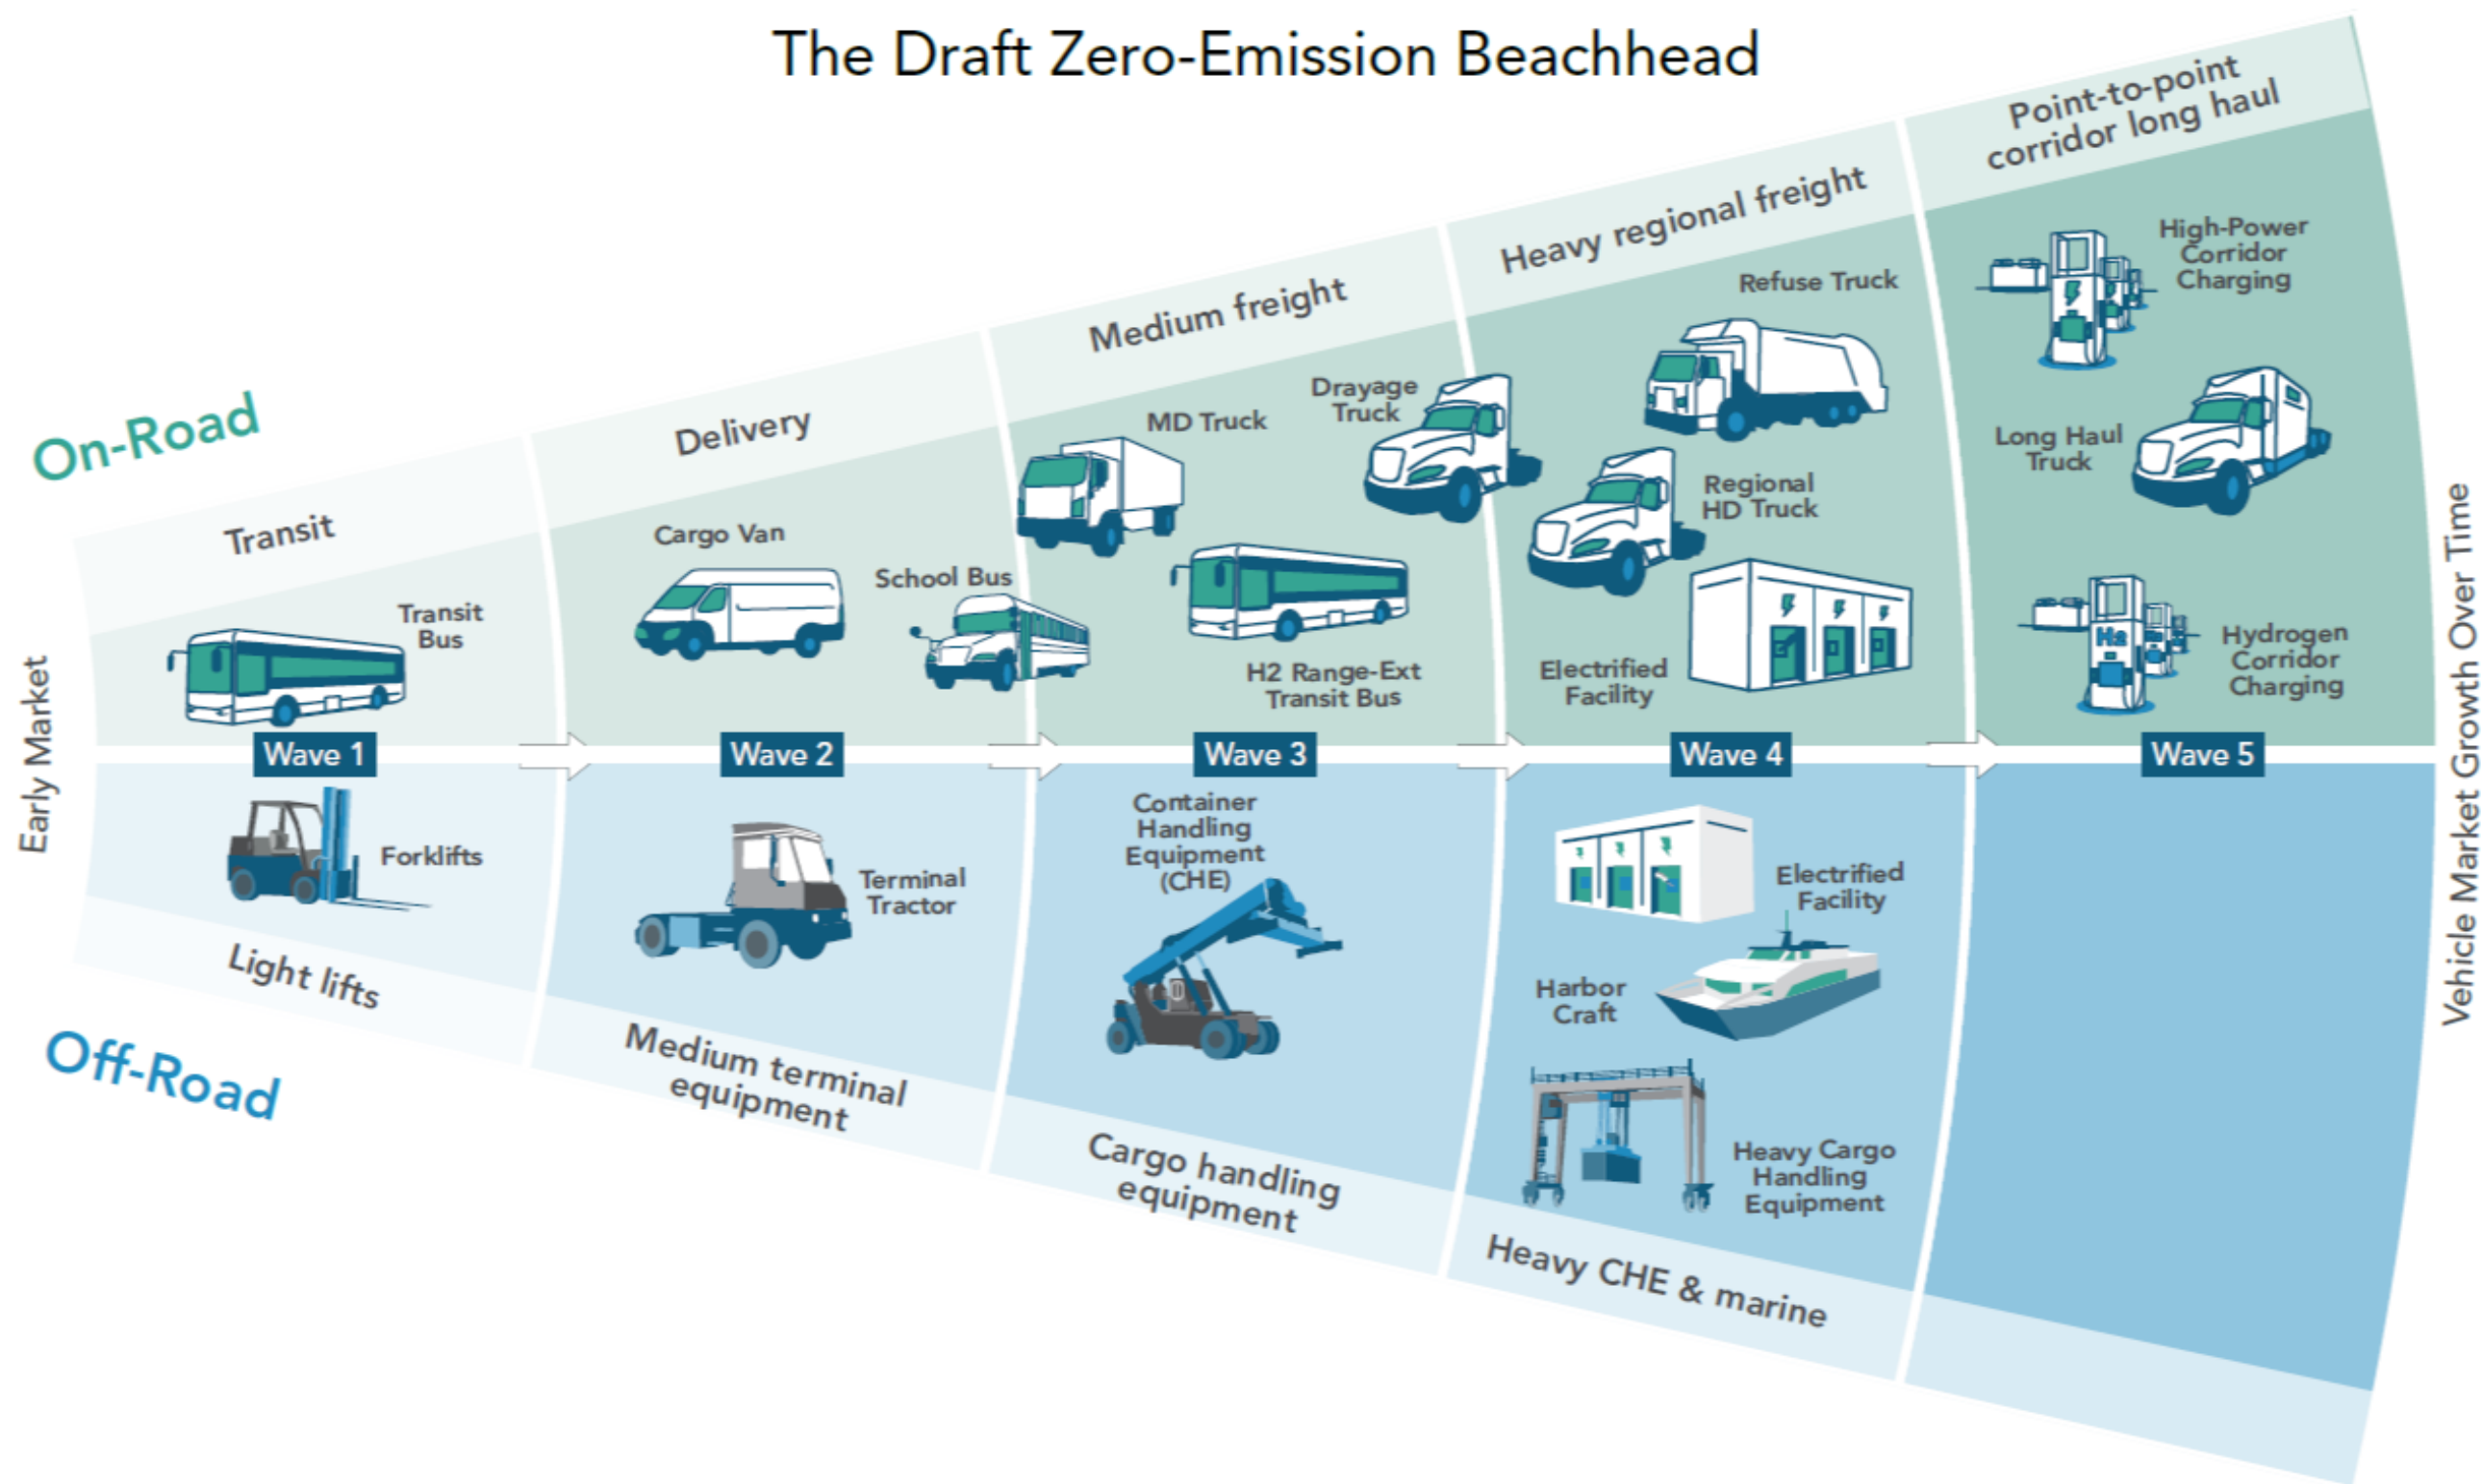 The Draft Zero-Emission Beachhead
On-Road
Early Market
Transit
Transit
Bus
Delivery
Cargo Van
School Bus
Medium freight
MD Truck
Drayage
Truck
H2 Range-Ext
Transit Bus
Heavy regional freight
Refuse Truck
Regional
HD Truck
Electrified
Facility
Point-to-point
corridor long haul
High-Power
Corridor
Charging
Long Haul
Truck
H2
Hydrogen
Corridor
Charging
Wave 1
Wave 2
Wave 3
Wave 4
Wave 5
Forklifts
Light lifts
Terminal
Tractor
Medium terminal
equipment
Container
Handling
Equipment
(CHE)
Cargo handling
equipment
Electrified
Facility
Harbor
Craft
Heavy Cargo
Handling
Equipment
Heavy CHE & marine
Off-Road
Vehicle Market Growth Over Time